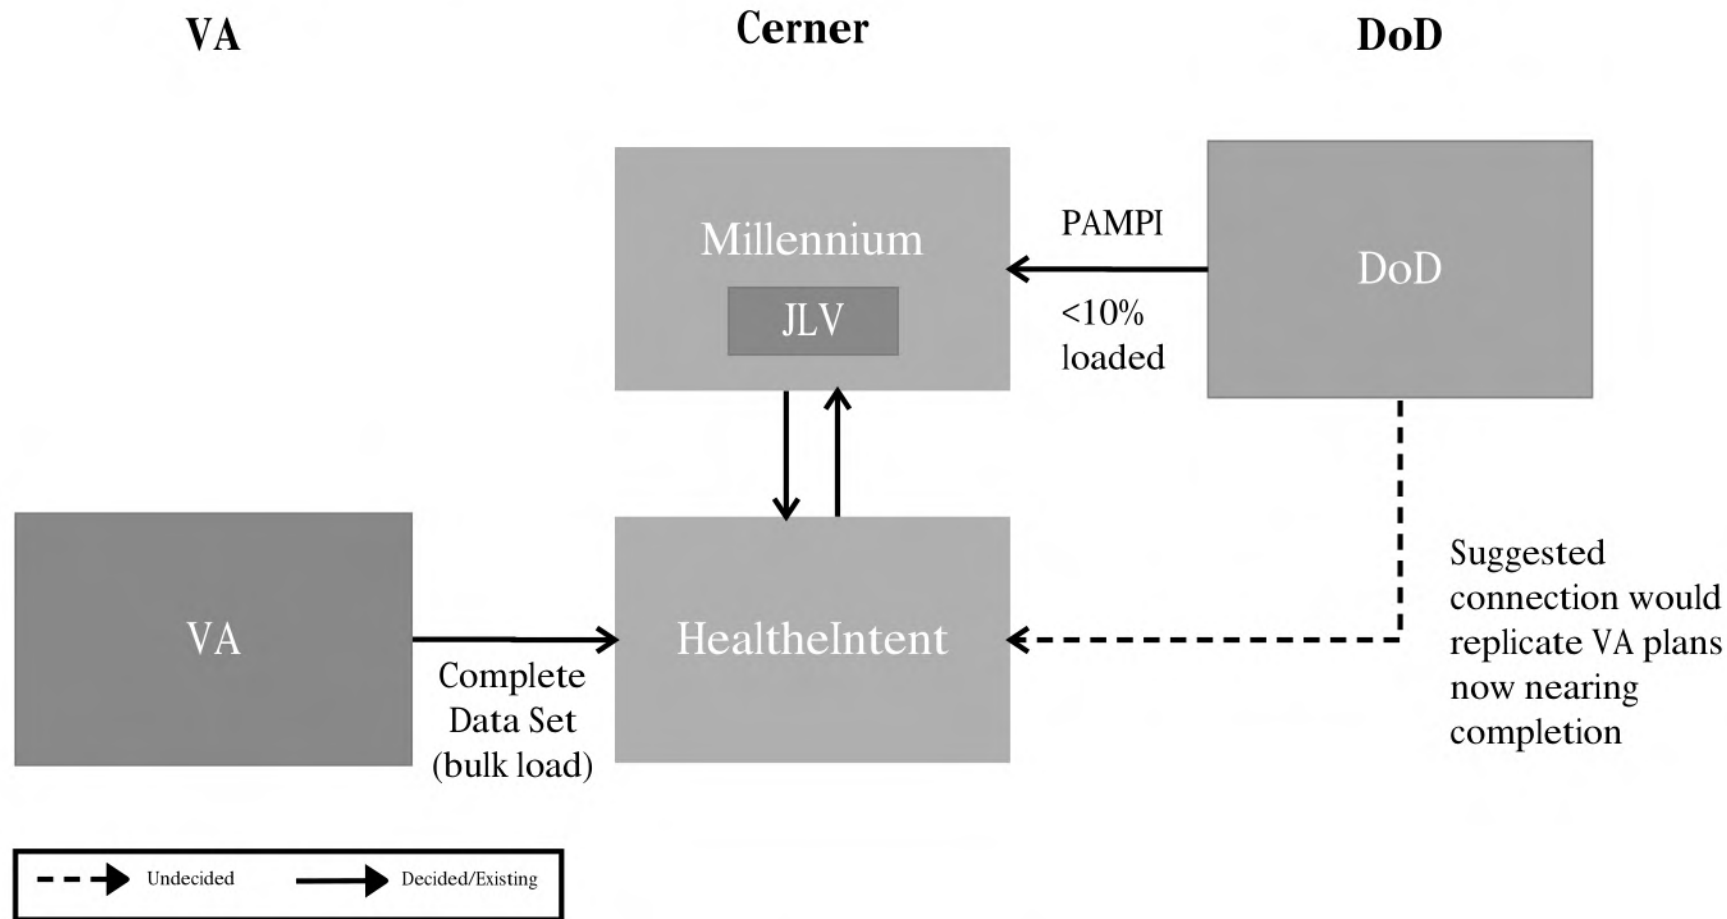 VA
Cerner
DoD
Millennium
JLV
PAMPI
<10%
loaded
DoD
VA
Complete
Data Set
(bulk load)
HealtheIntent
Suggested
connection would
replicate VA plans
now nearing
completion
Undecided
Decided/Existing